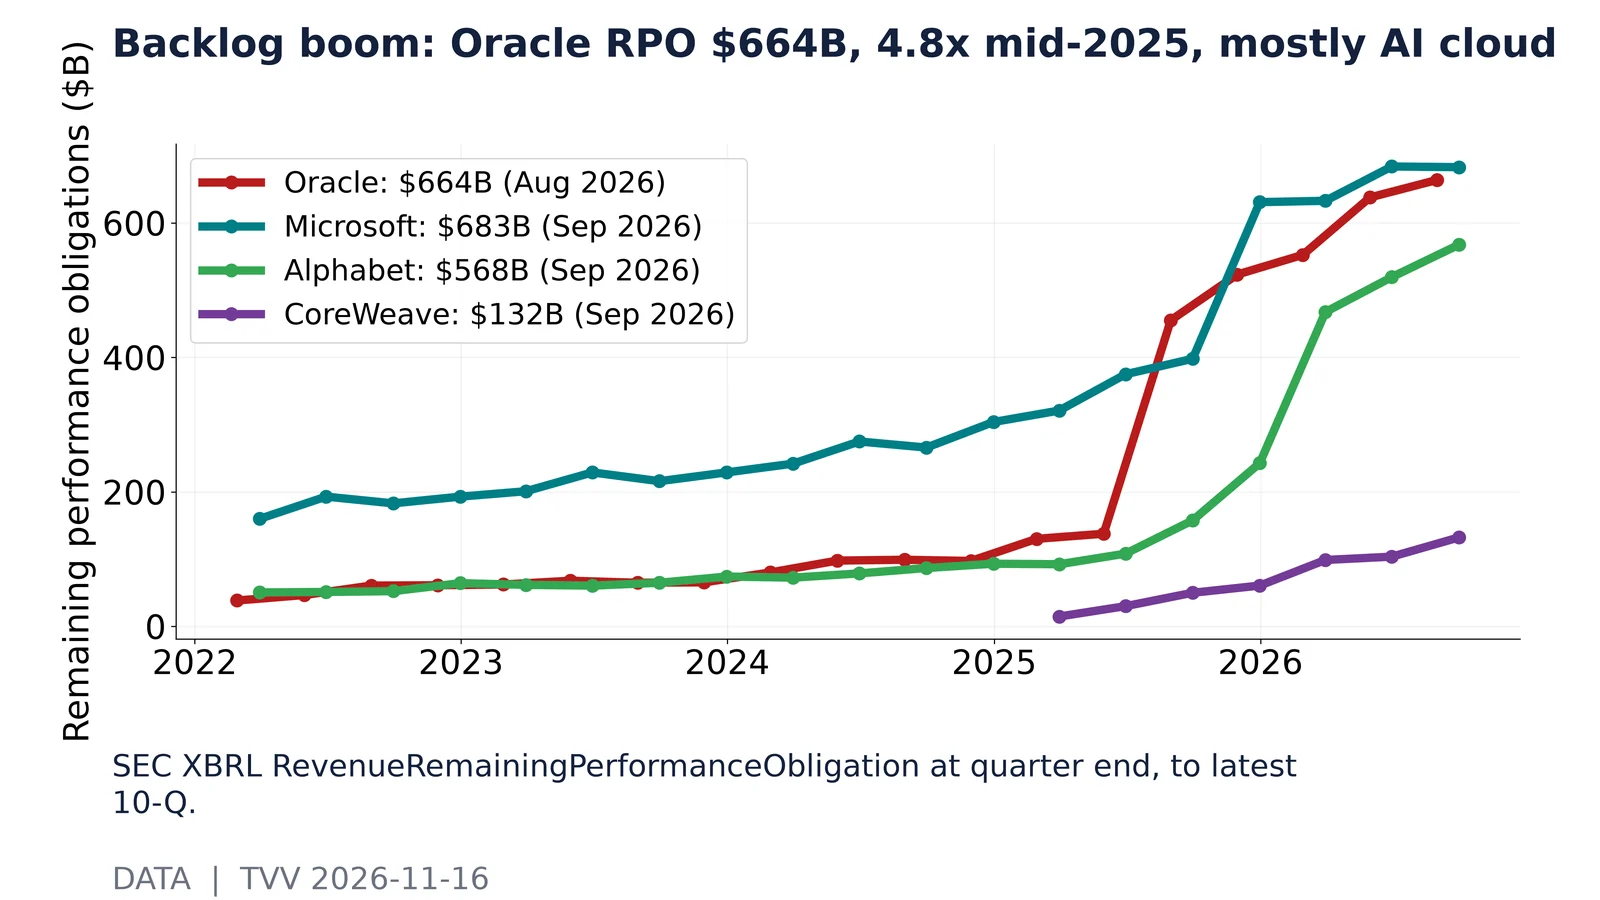 Backlog boom: Oracle RPO $664B, 4.8x mid-2025, mostly AI cloud
Remaining performance obligations ($B)
Oracle: $664B (Aug 2026)
Microsoft: $683B (Sep 2026)
Alphabet: $568B (Sep 2026)
CoreWeave: $132B (Sep 2026)
600
400
200
0
2022
2023
2024
2025
2026
SEC XBRL RevenueRemainingPerformanceObligation at quarter end, to latest
10-Q.
DATA | TVV 2026-11-16